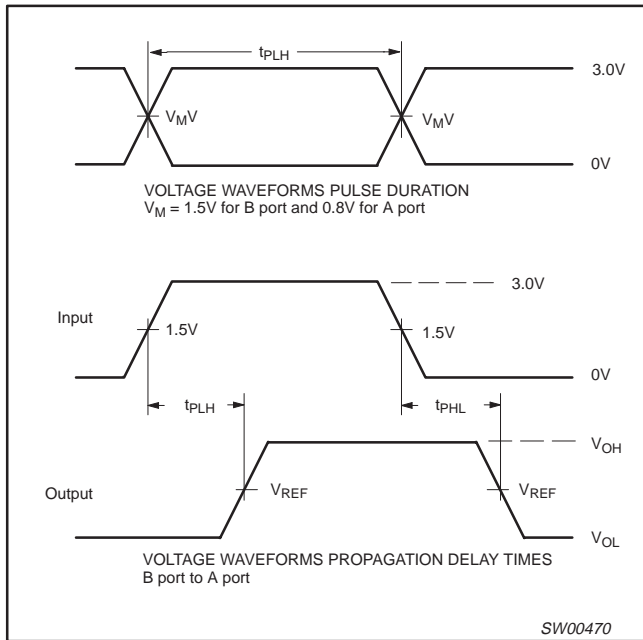 tPLH
3.0V
VMV VMV
0V
VOLTAGE WAVEFORMS PULSE DURATION
VM = 1.5V for B port and 0.8V for A port
3.0V
Input 1.5V 1.5V
0V
tPLH tPHL
VOH
Output VREF VREF
VOL
VOLTAGE WAVEFORMS PROPAGATION DELAY TIMES
B port to A port
SW00470